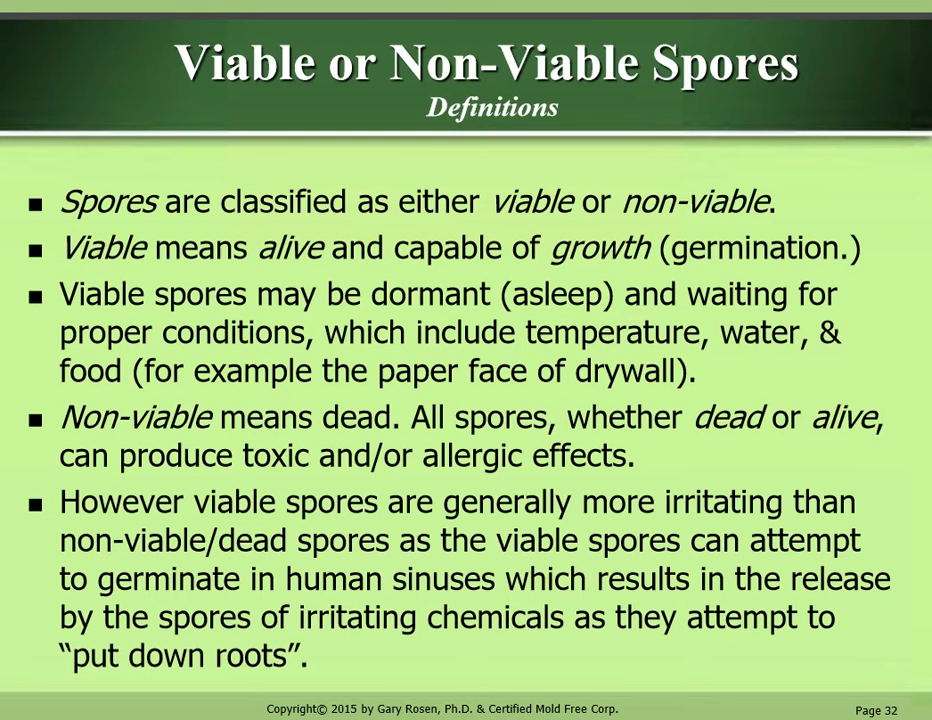 Viable or Non-Viable Spores
Definitions
■ Spores are classified as either viable or non-viable.
■ Viable means alive and capable of growth (germination.)
■ Viable spores may be dormant (asleep) and waiting for
proper conditions, which include temperature, water, &
food (for example the paper face of drywall).
■ Non-viable means dead. All spores, whether dead or alive,
can produce toxic and/or allergic effects.
■ However viable spores are generally more irritating than
non-viable/dead spores as the viable spores can attempt
to germinate in human sinuses which results in the release
by the spores of irritating chemicals as they attempt to
“put down roots”.
Copyright© 2015 by Gary Rosen, Ph.D. & Certified Mold Free Corp.
Page 32